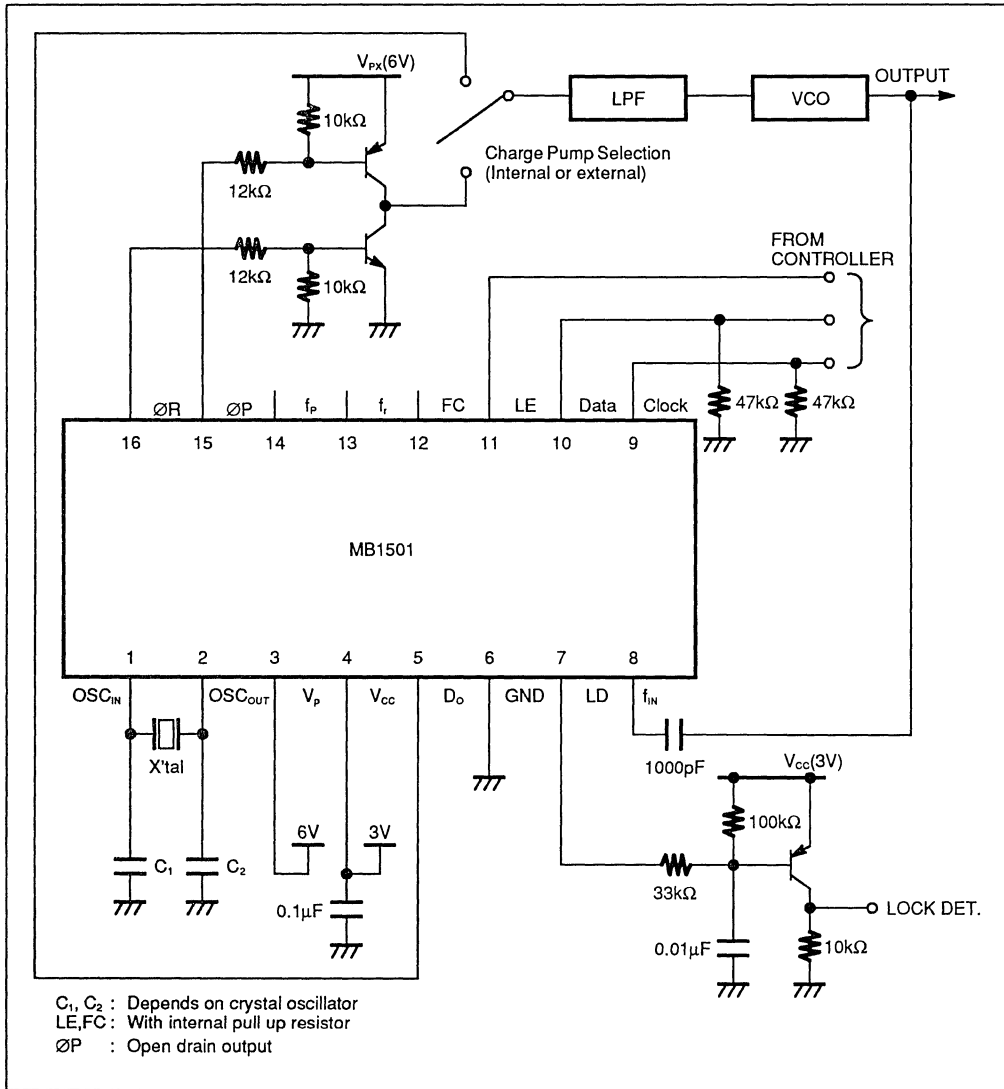 V_PX(6V)
OUTPUT
LPF
VCO
10kΩ
Charge Pump Selection
(Internal or external)
12kΩ
FROM
CONTROLLER
12kΩ
10kΩ
47kΩ
47kΩ
ØR
ØP
f_P
f_r
FC
LE
Data
Clock
16
15
14
13
12
11
10
9
MB1501
1
2
3
4
5
6
7
8
OSC_IN
OSC_OUT
V_p
V_CC
D_O
GND
LD
f_IN
X'tal
1000pF
V_CC(3V)
100kΩ
6V
3V
C₁
C₂
33kΩ
0.1µF
LOCK DET.
0.01µF
10kΩ
C₁, C₂ : Depends on crystal oscillator
LE,FC : With internal pull up resistor
ØP : Open drain output